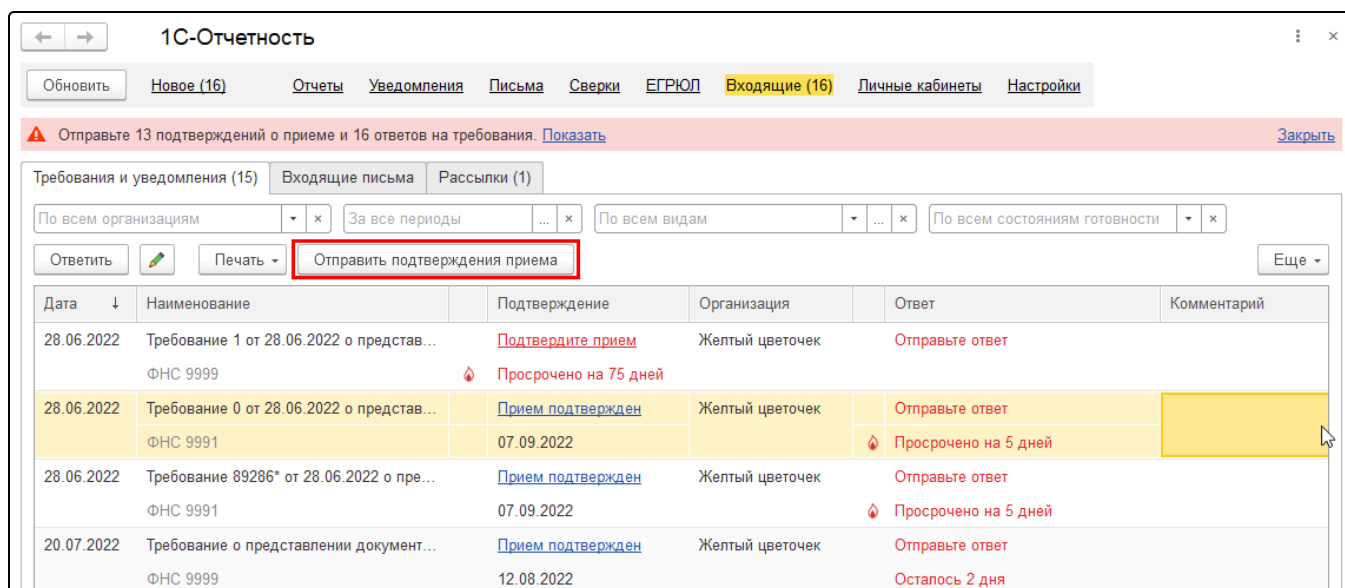 1С-Отчетность
Обновить Новое (16) Отчеты Уведомления Письма Сверки ЕГРЮЛ Входящие (16) Личные кабинеты Настройки
Отправьте 13 подтверждений о приеме и 16 ответов на требования. Показать Закрыть
Требования и уведомления (15) Входящие письма Рассылки (1)
По всем организациям За все периоды ... По всем видам ... По всем состояниям готовности
Ответить Печать Отправить подтверждения приема Еще
Дата ↓ Наименование Подтверждение Организация Ответ Комментарий
28.06.2022 Требование 1 от 28.06.2022 о представ... Подтвердите прием Желтый цветочек Отправьте ответ
ФНС 9999 Просрочено на 75 дней
28.06.2022 Требование 0 от 28.06.2022 о представ... Прием подтвержден Желтый цветочек Отправьте ответ
ФНС 9991 07.09.2022 Просрочено на 5 дней
28.06.2022 Требование 89286* от 28.06.2022 о пре... Прием подтвержден Желтый цветочек Отправьте ответ
ФНС 9991 07.09.2022 Просрочено на 5 дней
20.07.2022 Требование о представлении документ... Прием подтвержден Желтый цветочек Отправьте ответ
ФНС 9999 12.08.2022 Осталось 2 дня